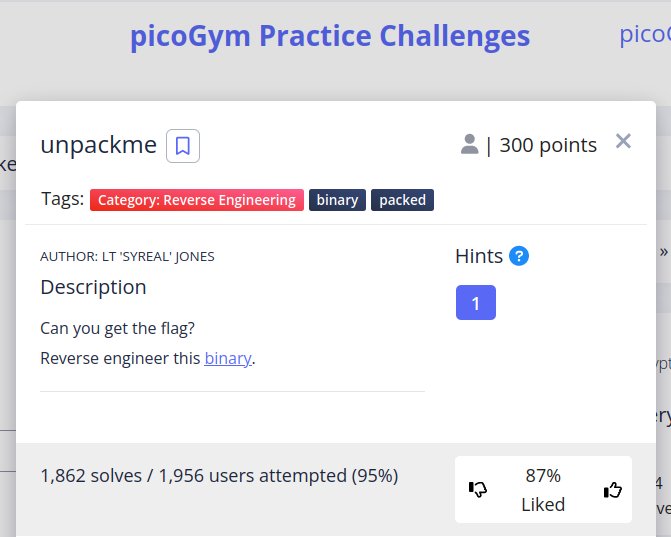 picoGym Practice Challenges
unpackme
| 300 points
Tags: Category: Reverse Engineering binary packed
AUTHOR: LT 'SYREAL' JONES
Hints ?
Description
1
Can you get the flag?
Reverse engineer this binary.
1,862 solves / 1,956 users attempted (95%)
87%
Liked